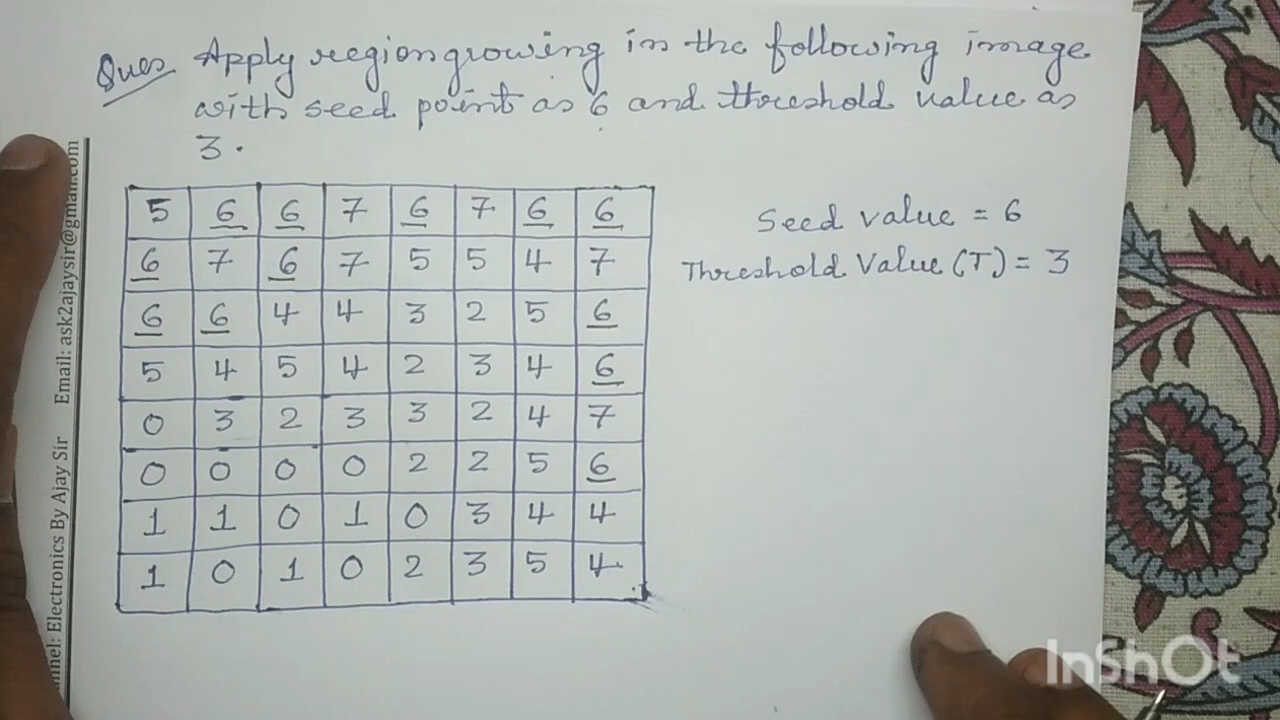 Ques Apply region growing in the following image
with seed point as 6 and threshold value as
3.
5 6 6 7 6 7 6 6
6 7 6 7 5 5 4 7
6 6 4 4 3 2 5 6
5 4 5 4 2 3 4 6
0 3 2 3 3 2 4 7
0 0 0 0 2 2 5 6
1 1 0 1 0 3 4 4
1 0 1 0 2 3 5 4
Seed value = 6
Threshold Value (T) = 3
Electronics By Ajay Sir Email: ask2ajaysir@gmail.com
InShOt